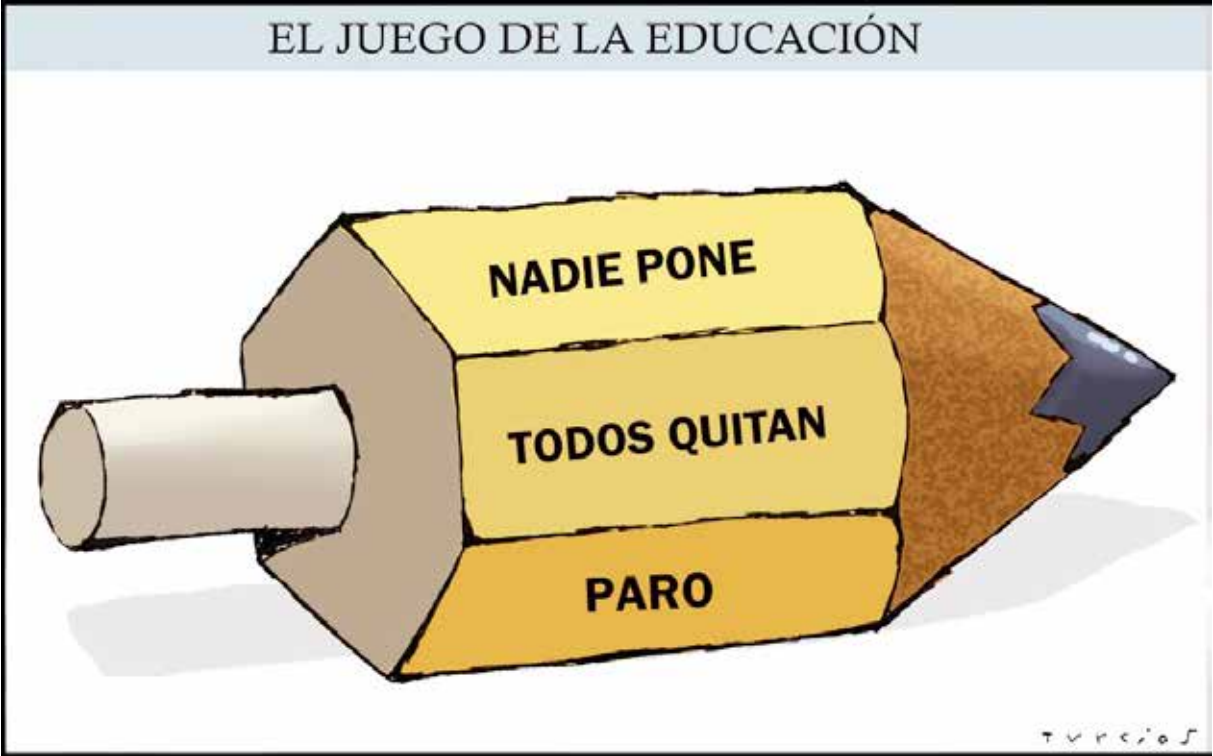 EL JUEGO DE LA EDUCACIÓN
NADIE PONE
TODOS QUITAN
PARO
TURCIOS